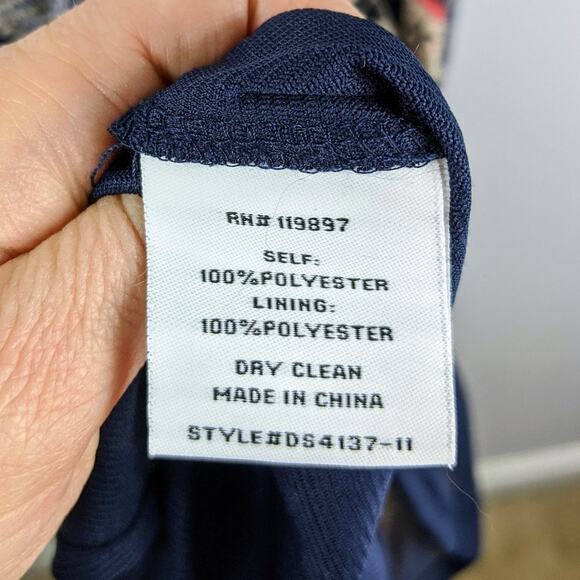 RN# 119897
SELF:
100%POLYESTER
LINING:
100%POLYESTER
DRY CLEAN
MADE IN CHINA
STYLE#DS4137-11